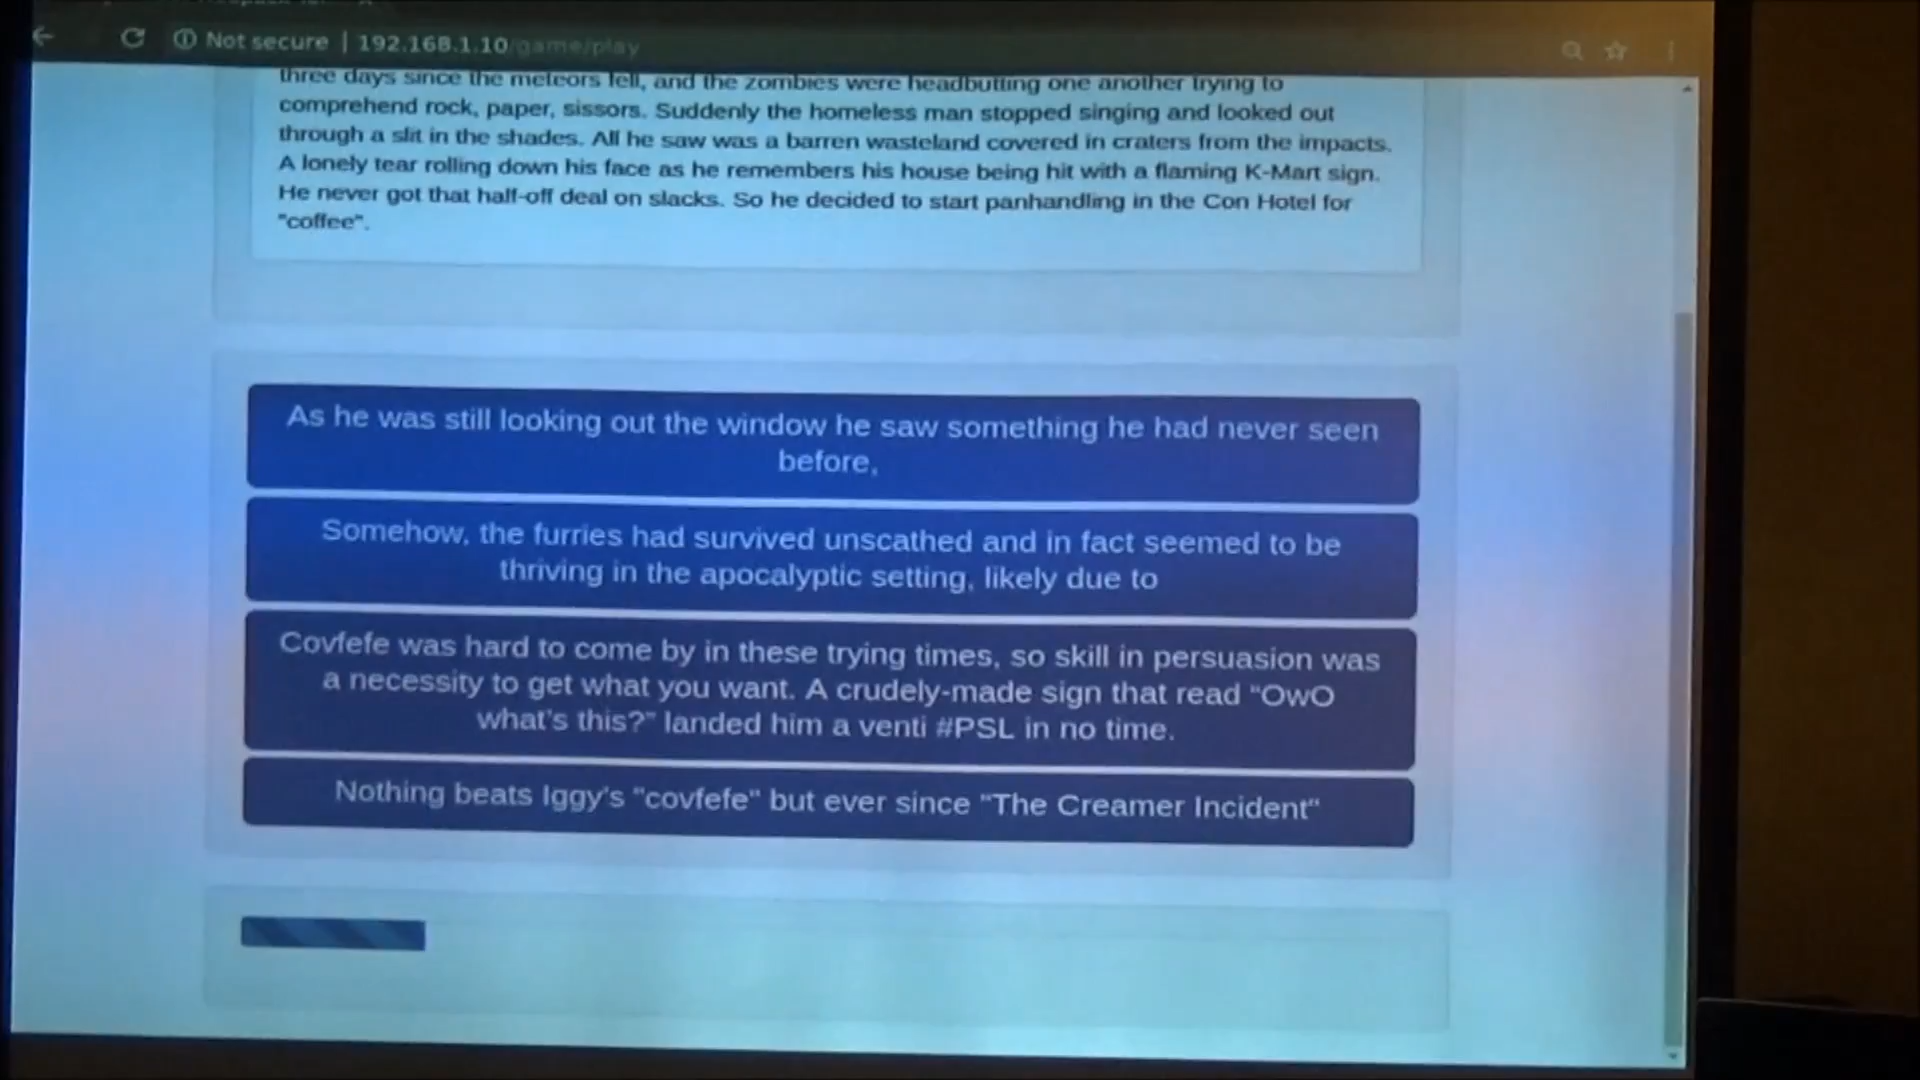 Not secure | 192.168.1.10/game/play
three days since the meteors fell, and the zombies were headbutting one another trying to
comprehend rock, paper, sissors. Suddenly the homeless man stopped singing and looked out
through a slit in the shades. All he saw was a barren wasteland covered in craters from the impacts.
A lonely tear rolling down his face as he remembers his house being hit with a flaming K-Mart sign.
He never got that half-off deal on slacks. So he decided to start panhandling in the Con Hotel for
"coffee".
As he was still looking out the window he saw something he had never seen
before,
Somehow, the furries had survived unscathed and in fact seemed to be
thriving in the apocalyptic setting, likely due to
Covfefe was hard to come by in these trying times, so skill in persuasion was
a necessity to get what you want. A crudely-made sign that read “OwO
what's this?” landed him a venti #PSL in no time.
Nothing beats Iggy's "covfefe" but ever since "The Creamer Incident"